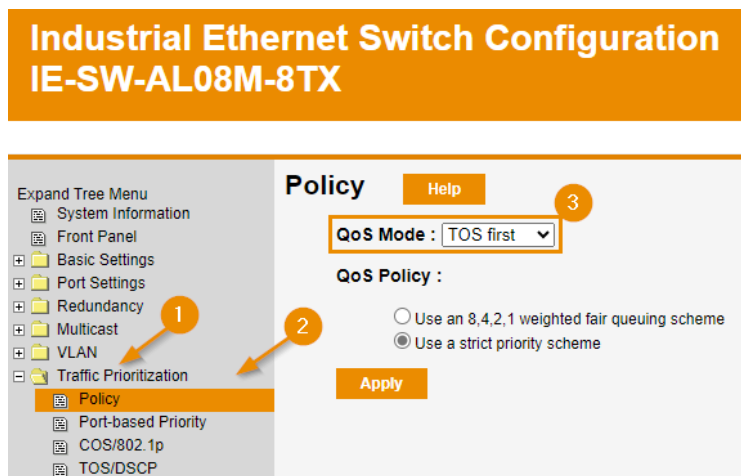 Industrial Ethernet Switch Configuration
IE-SW-AL08M-8TX
Expand Tree Menu
System Information
Front Panel
Basic Settings
Port Settings
Redundancy
Multicast
VLAN
Traffic Prioritization
Policy
Port-based Priority
COS/802.1p
TOS/DSCP
1
2
Policy
Help
3
QoS Mode : TOS first
QoS Policy :
Use an 8,4,2,1 weighted fair queuing scheme
Use a strict priority scheme
Apply